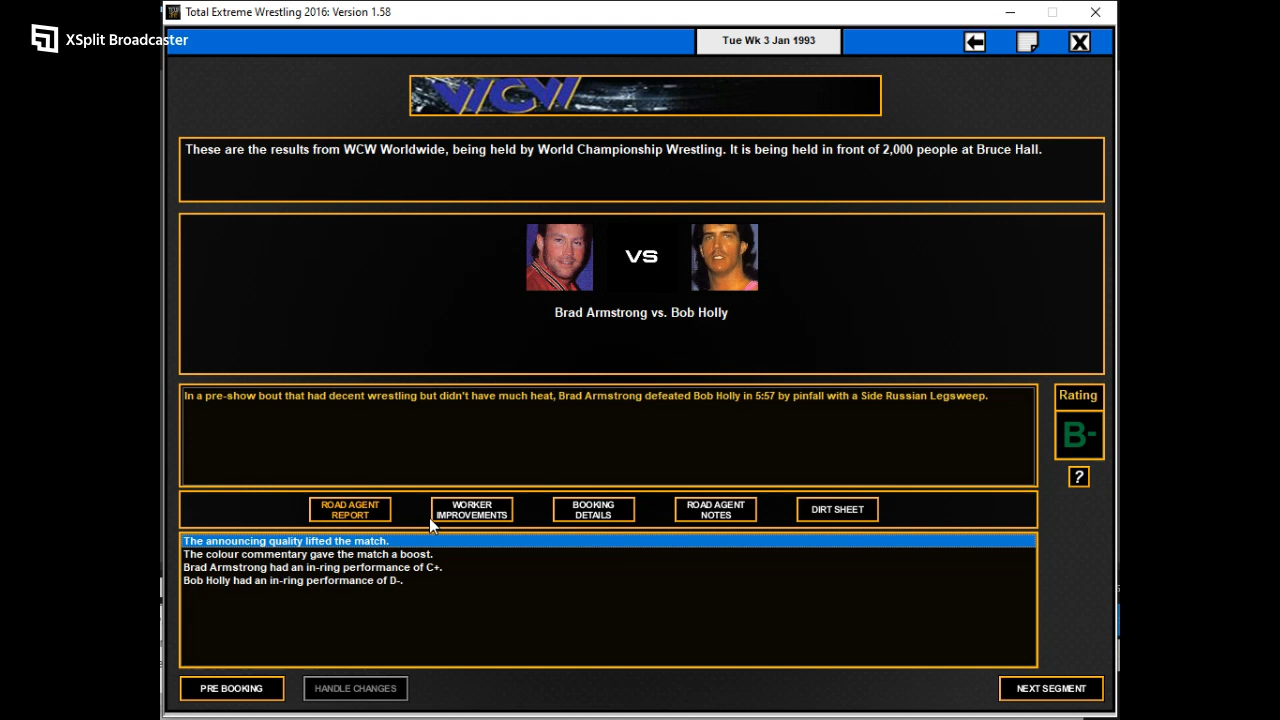 Total Extreme Wrestling 2016: Version 1.58
XSplit Broadcaster
Tue Wk 3 Jan 1993
WCW
These are the results from WCW Worldwide, being held by World Championship Wrestling. It is being held in front of 2,000 people at Bruce Hall.
VS
Brad Armstrong vs. Bob Holly
In a pre-show bout that had decent wrestling but didn't have much heat, Brad Armstrong defeated Bob Holly in 5:57 by pinfall with a Side Russian Legsweep.
Rating
B-
?
ROAD AGENT
REPORT
WORKER
IMPROVEMENTS
BOOKING
DETAILS
ROAD AGENT
NOTES
DIRT SHEET
The announcing quality lifted the match.
The colour commentary gave the match a boost.
Brad Armstrong had an in-ring performance of C+.
Bob Holly had an in-ring performance of D-.
PRE BOOKING
HANDLE CHANGES
NEXT SEGMENT